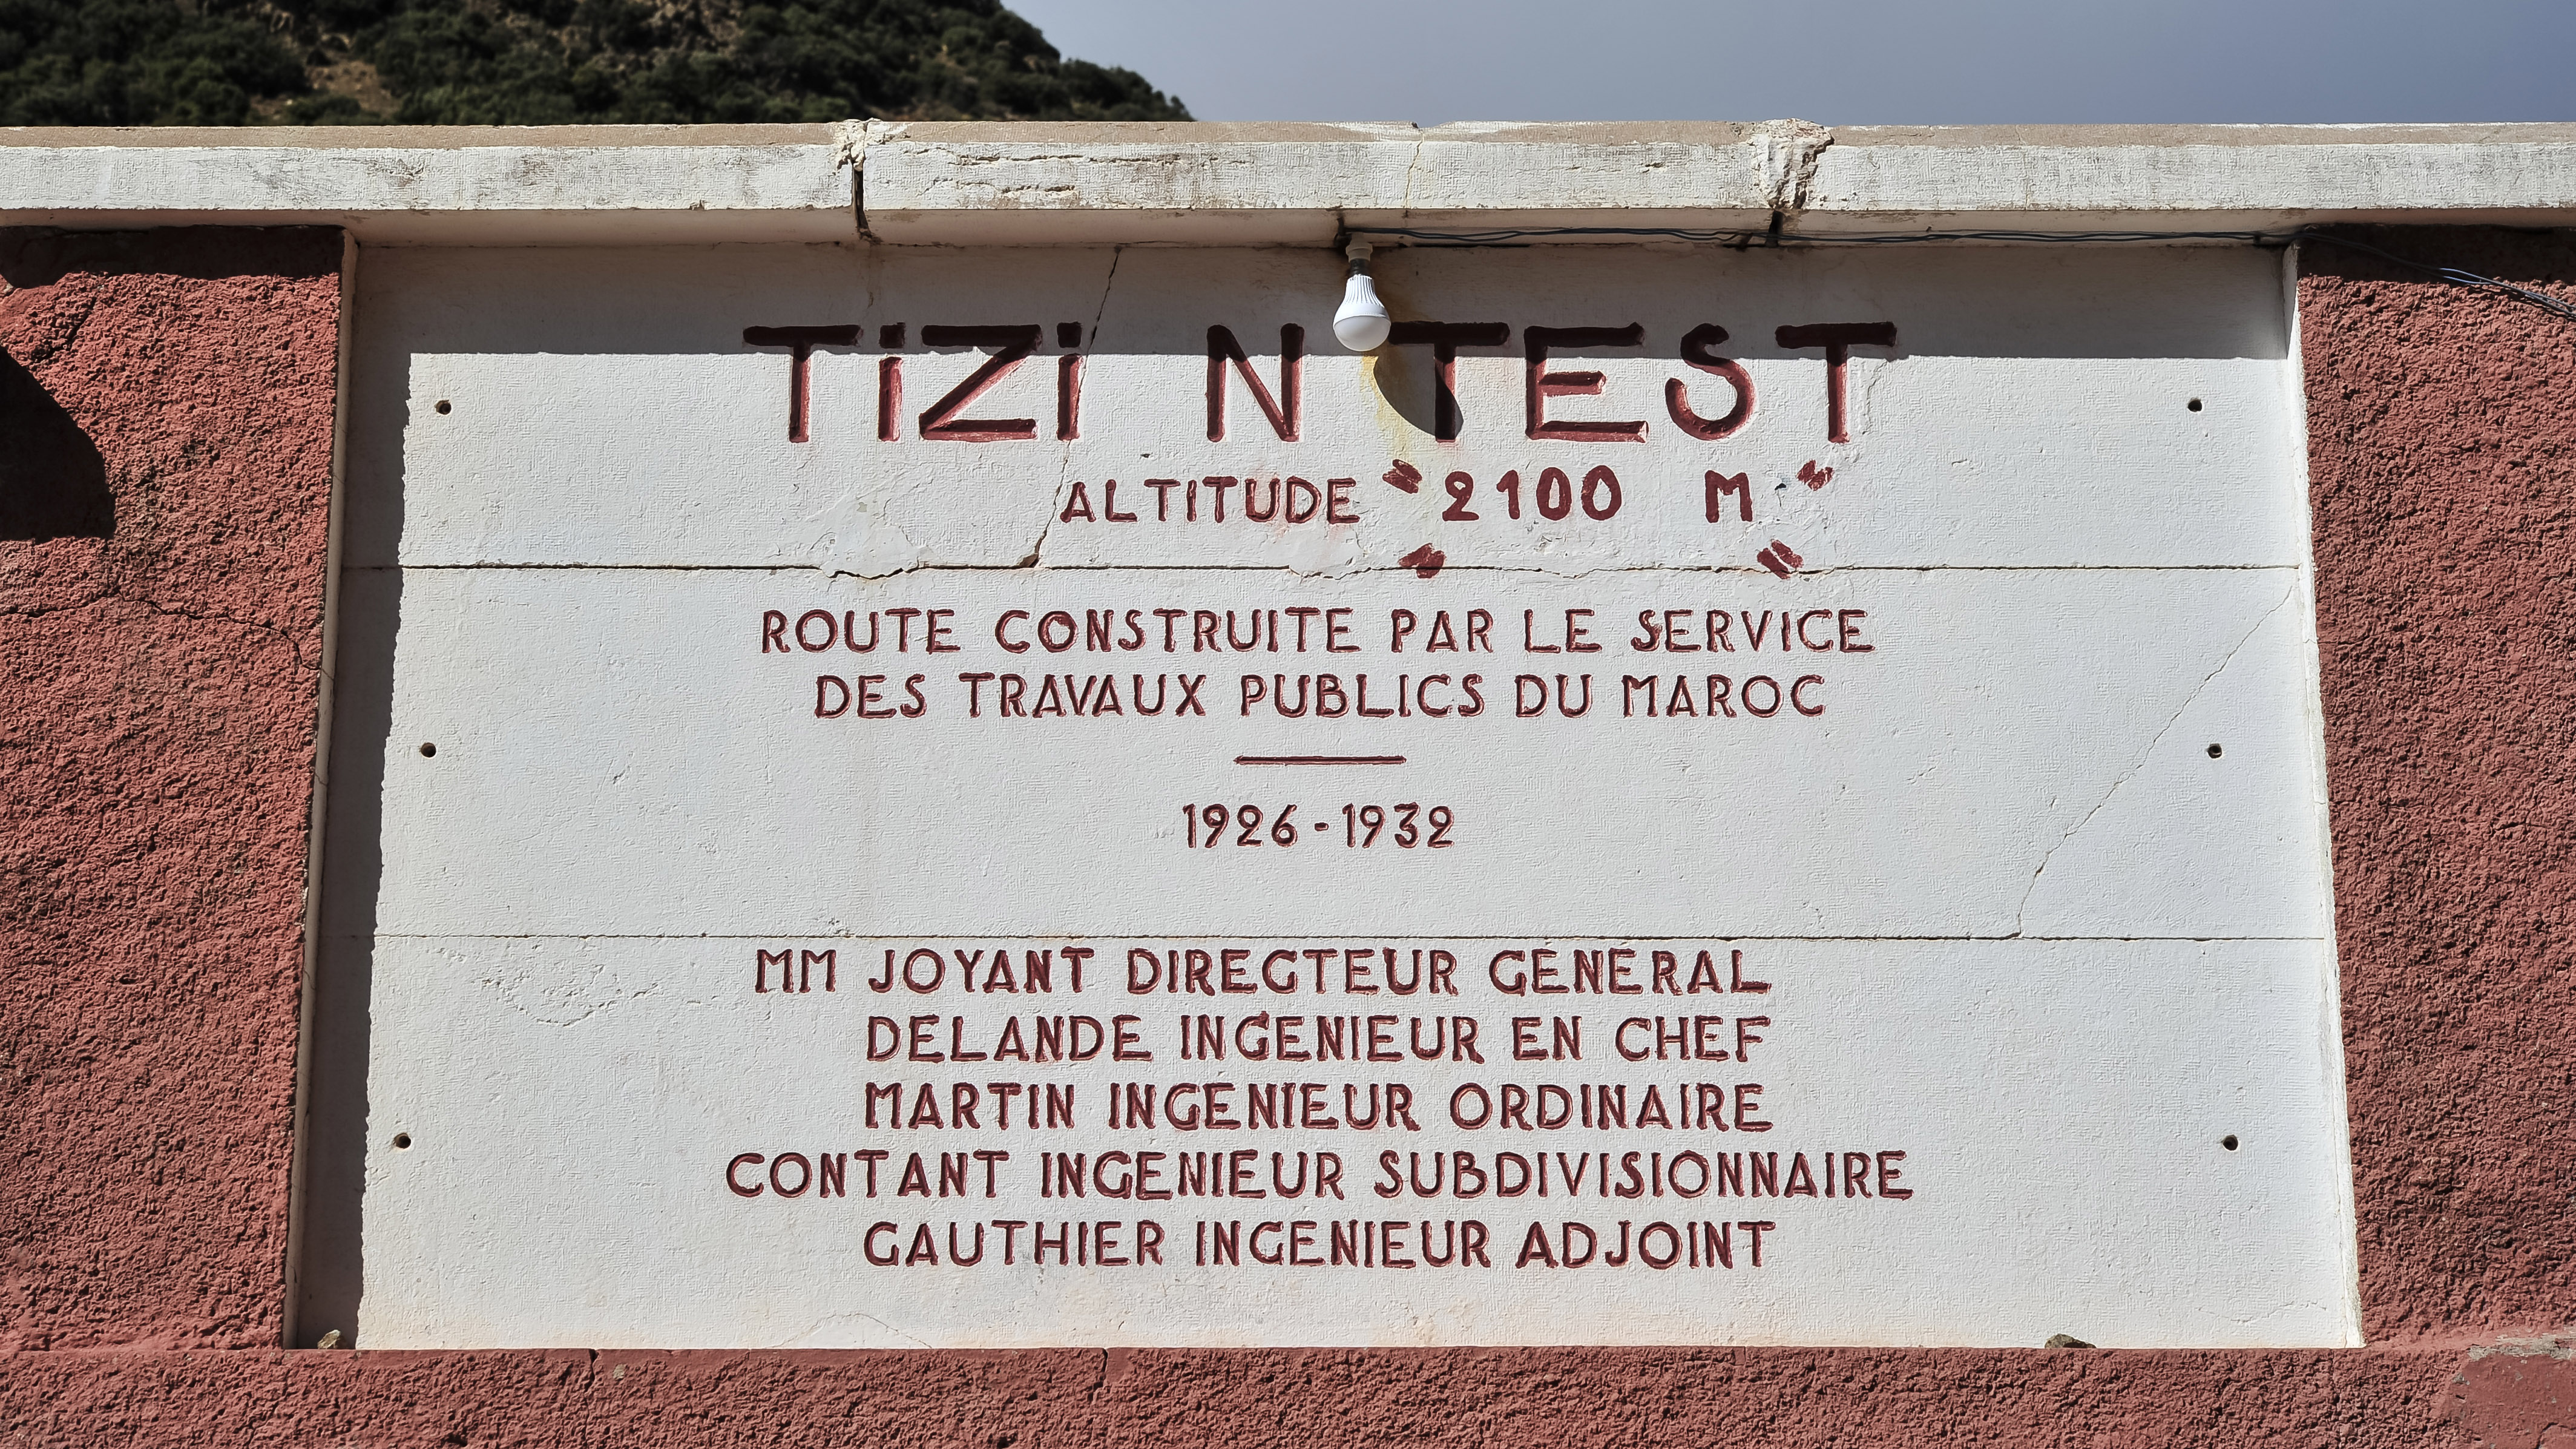 TiZi N TEST
ALTITUDE "2100 M"
ROUTE CONSTRUITE PAR LE SERVICE
DES TRAVAUX PUBLICS DU MAROC
1926-1932
MM JOYANT DIRECTEUR GENERAL
DELANDE INGENIEUR EN CHEF
MARTIN INGENIEUR ORDINAIRE
CONTANT INGENIEUR SUBDIVISIONNAIRE
GAUTHIER INGENIEUR ADJOINT